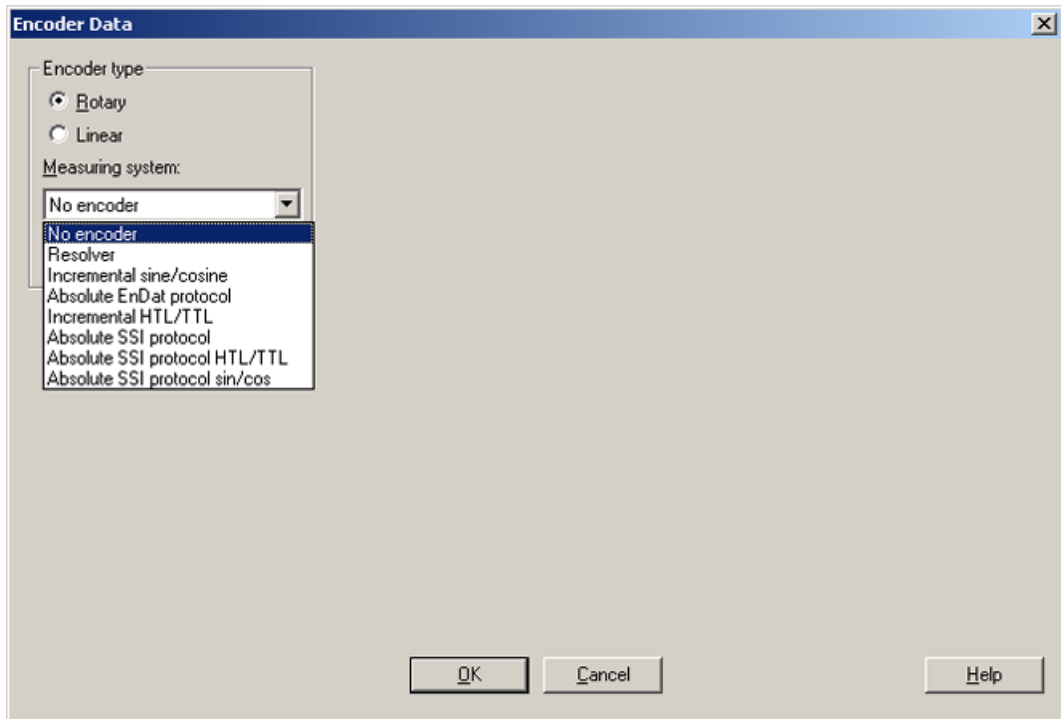 Encoder Data
Encoder type
Rotary
Linear
Measuring system:
No encoder
No encoder
Resolver
Incremental sine/cosine
Absolute EnDat protocol
Incremental HTL/TTL
Absolute SSI protocol
Absolute SSI protocol HTL/TTL
Absolute SSI protocol sin/cos
OK
Cancel
Help